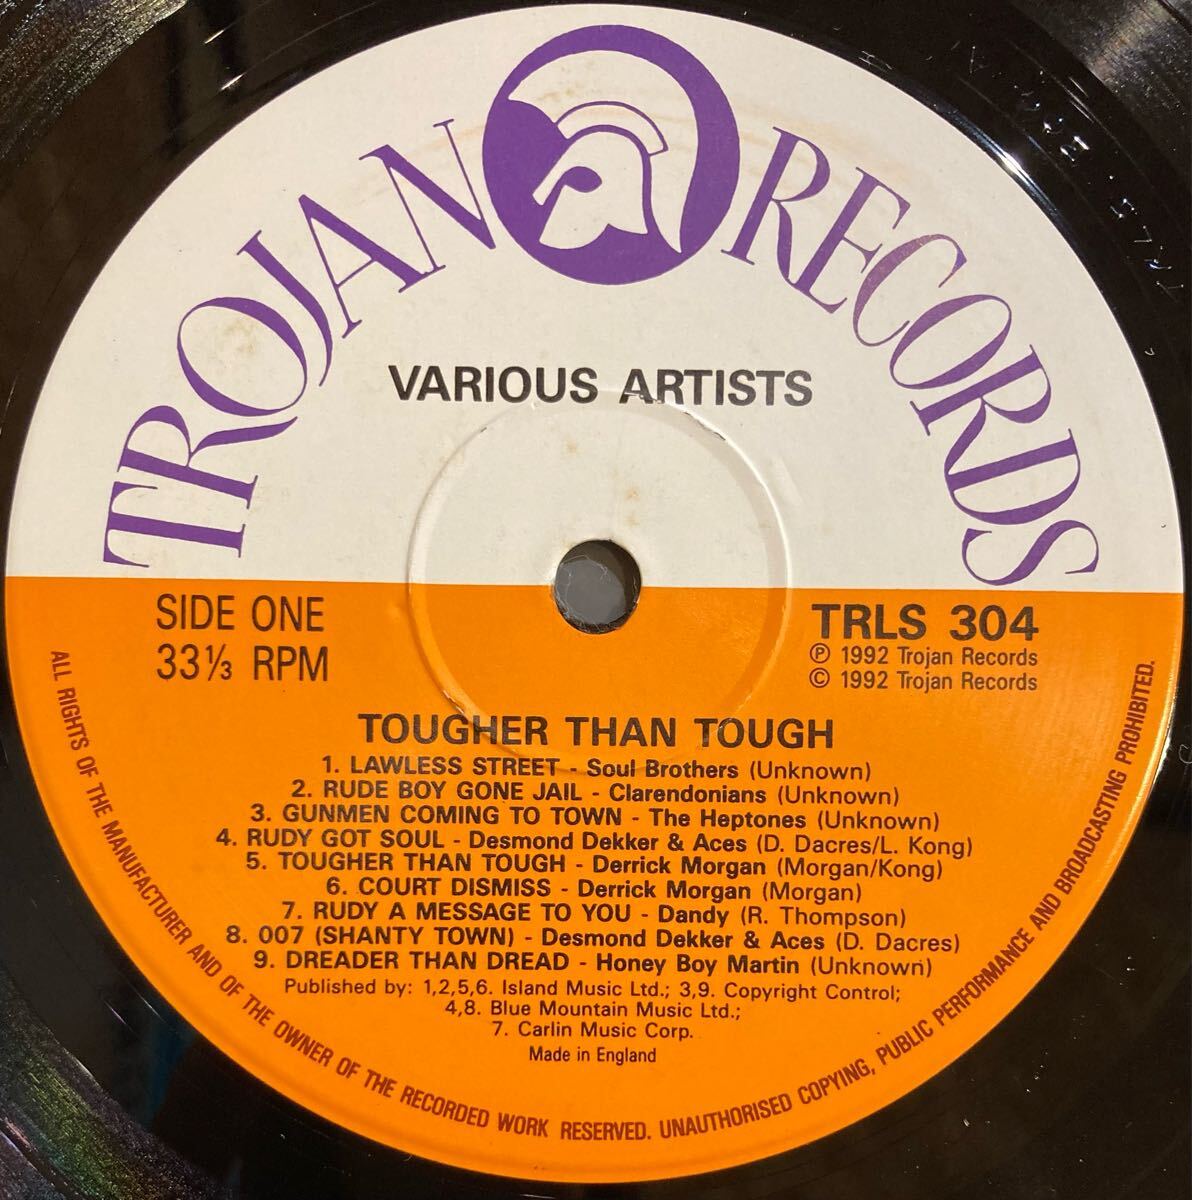 TROJAN RECORDS
VARIOUS ARTISTS
SIDE ONE
33⅓ RPM
TRLS 304
℗ 1992 Trojan Records
© 1992 Trojan Records
TOUGHER THAN TOUGH
1. LAWLESS STREET - Soul Brothers (Unknown)
2. RUDE BOY GONE JAIL - Clarendonians (Unknown)
3. GUNMEN COMING TO TOWN - The Heptones (Unknown)
4. RUDY GOT SOUL - Desmond Dekker & Aces (D. Dacres/L. Kong)
5. TOUGHER THAN TOUGH - Derrick Morgan (Morgan/Kong)
6. COURT DISMISS - Derrick Morgan (Morgan)
7. RUDY A MESSAGE TO YOU - Dandy (R. Thompson)
8. 007 (SHANTY TOWN) - Desmond Dekker & Aces (D. Dacres)
9. DREADER THAN DREAD - Honey Boy Martin (Unknown)
Published by: 1,2,5,6. Island Music Ltd.; 3,9. Copyright Control;
4,8. Blue Mountain Music Ltd.;
7. Carlin Music Corp.
Made in England
ALL RIGHTS OF THE MANUFACTURER AND OF THE OWNER OF THE RECORDED WORK RESERVED. UNAUTHORISED COPYING, PUBLIC PERFORMANCE AND BROADCASTING PROHIBITED.